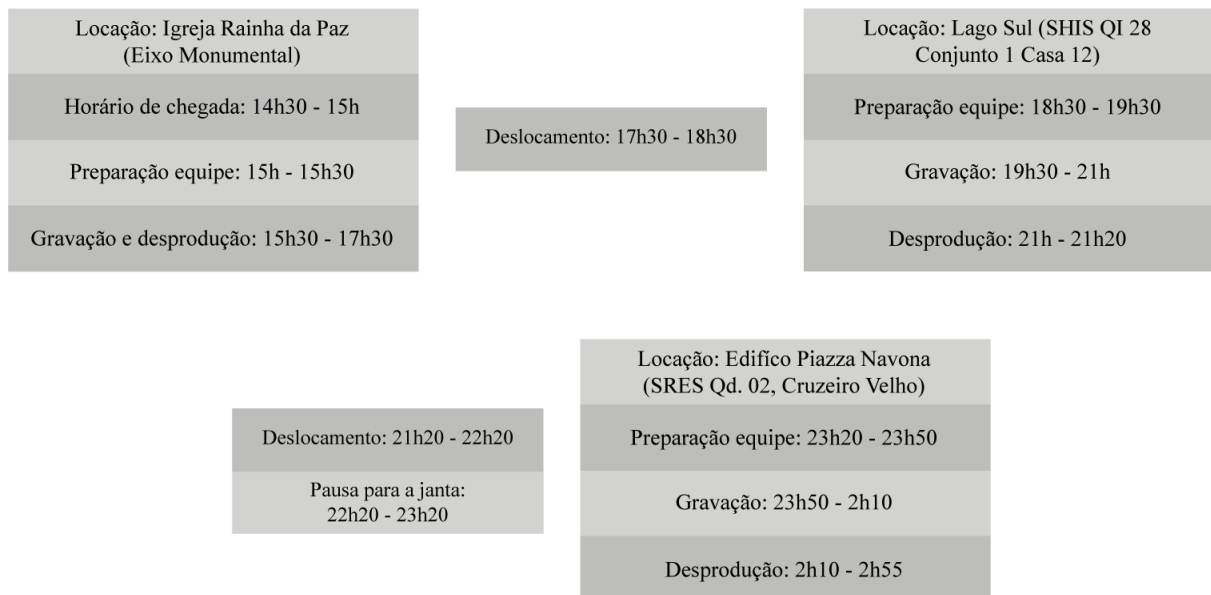 Locação: Igreja Rainha da Paz
(Eixo Monumental)
Horário de chegada: 14h30 - 15h
Preparação equipe: 15h - 15h30
Gravação e desprodução: 15h30 - 17h30
Deslocamento: 17h30 - 18h30
Locação: Lago Sul (SHIS QI 28
Conjunto 1 Casa 12)
Preparação equipe: 18h30 - 19h30
Gravação: 19h30 - 21h
Desprodução: 21h - 21h20
Deslocamento: 21h20 - 22h20
Pausa para a janta:
22h20 - 23h20
Locação: Edifíco Piazza Navona
(SRES Qd. 02, Cruzeiro Velho)
Preparação equipe: 23h20 - 23h50
Gravação: 23h50 - 2h10
Desprodução: 2h10 - 2h55